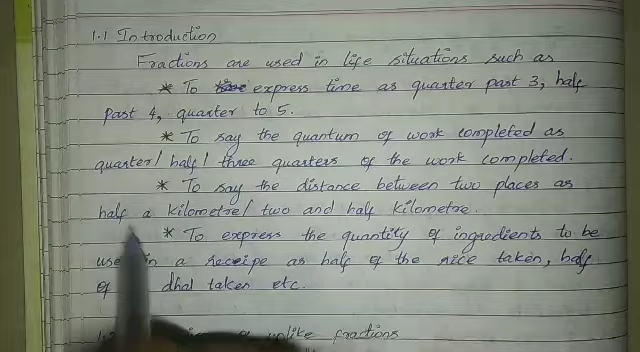 1.1 Introduction
Fractions are used in life situations such as
* To express time as quarter past 3, half
past 4, quarter to 5.
* To say the quantum of work completed as
quarter/ half/ three quarters of the work completed.
* To say the distance between two places as
half a kilometre/ two and half kilometre.
* To express the quantity of ingredients to be
in a receipe as half of the rice taken, half
of dhal taken etc.
unlike fractions